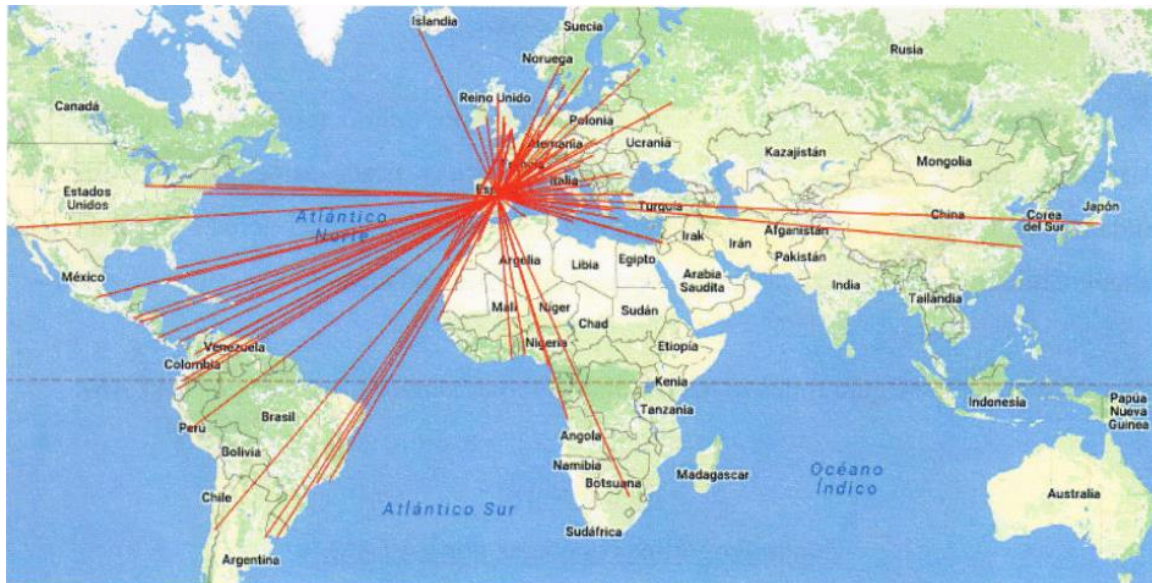 Islandia
Suecia
Noruega
Rusia
Canadá
Reino Unido
Polonia
Alemania
Ucrania
Kazajistán
Mongolia
Estados
Unidos
Italia
Turquía
China
Corea
del Sur
Japón
Atlántico
Norte
Irak
Irán
Afganistán
Pakistán
México
Argelia
Libia
Egipto
Arabia
Saudita
India
Tailandia
Mali
Níger
Chad
Sudán
Nigeria
Etiopía
Venezuela
Colombia
Kenia
Tanzania
Indonesia
Papúa
Nueva
Guinea
Brasil
Perú
Bolivia
Angola
Namibia
Botsuana
Madagascar
Océano
Índico
Chile
Atlántico Sur
Sudáfrica
Australia
Argentina